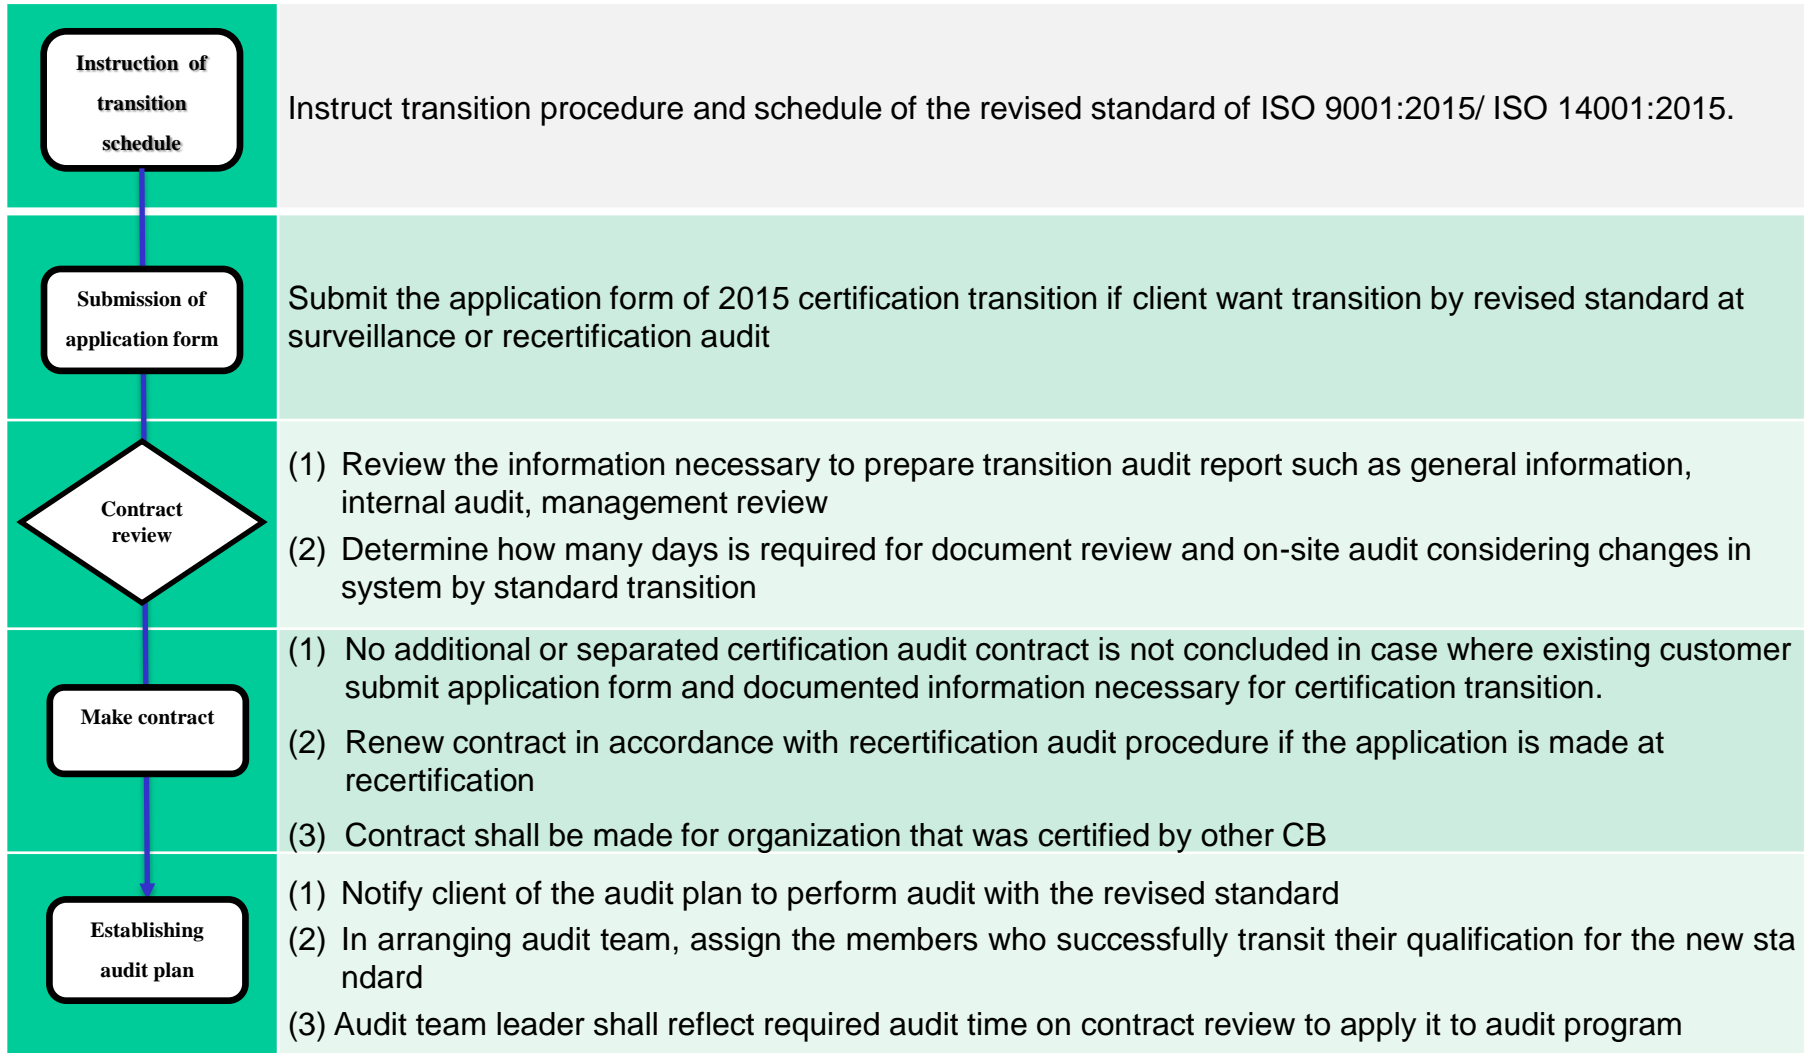 Instruction of
transition
schedule
Instruct transition procedure and schedule of the revised standard of ISO 9001:2015/ ISO 14001:2015.
Submission of
application form
Submit the application form of 2015 certification transition if client want transition by revised standard at
surveillance or recertification audit
Contract
review
(1) Review the information necessary to prepare transition audit report such as general information,
internal audit, management review
(2) Determine how many days is required for document review and on-site audit considering changes in
system by standard transition
Make contract
(1) No additional or separated certification audit contract is not concluded in case where existing customer
submit application form and documented information necessary for certification transition.
(2) Renew contract in accordance with recertification audit procedure if the application is made at
recertification
(3) Contract shall be made for organization that was certified by other CB
Establishing
audit plan
(1) Notify client of the audit plan to perform audit with the revised standard
(2) In arranging audit team, assign the members who successfully transit their qualification for the new sta
ndard
(3) Audit team leader shall reflect required audit time on contract review to apply it to audit program